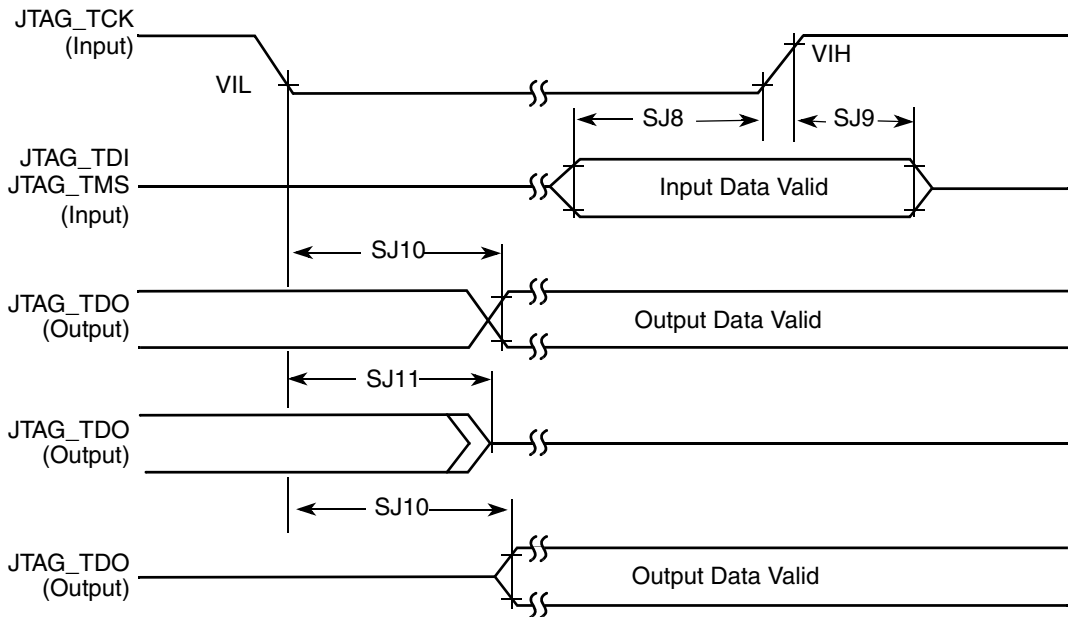 JTAG_TCK
(Input)
VIL
VIH
SJ8
SJ9
JTAG_TDI
JTAG_TMS
(Input)
Input Data Valid
SJ10
JTAG_TDO
(Output)
Output Data Valid
SJ11
JTAG_TDO
(Output)
SJ10
JTAG_TDO
(Output)
Output Data Valid